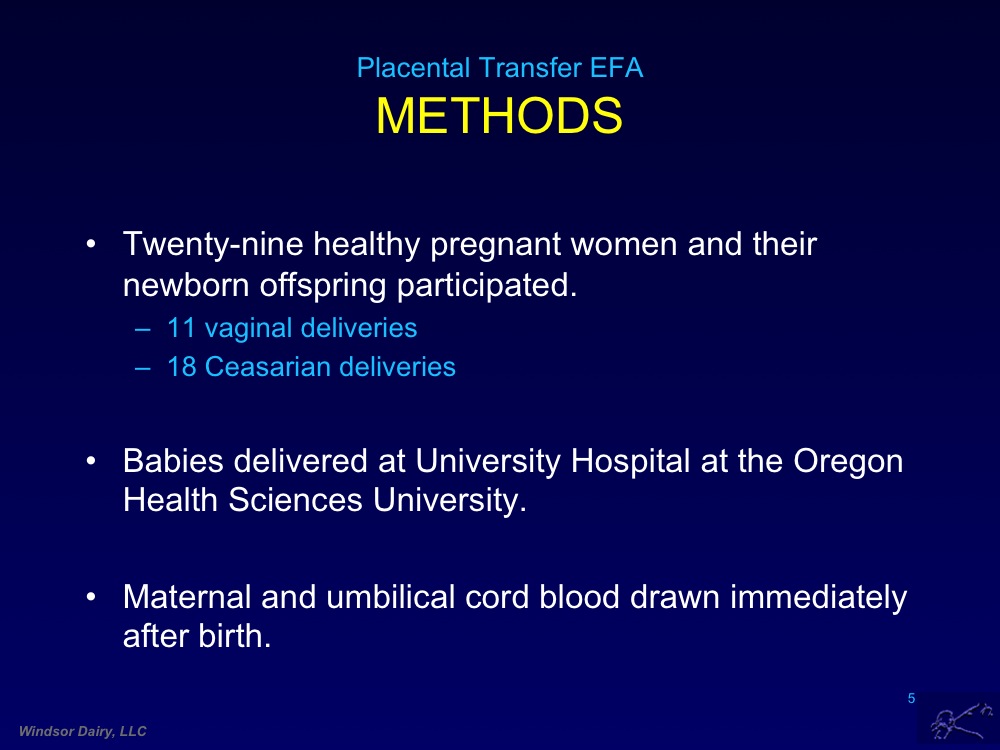 Placental Transfer EFA
METHODS
• Twenty-nine healthy pregnant women and their
newborn offspring participated.
– 11 vaginal deliveries
– 18 Ceasarian deliveries
• Babies delivered at University Hospital at the Oregon
Health Sciences University.
• Maternal and umbilical cord blood drawn immediately
after birth.
5
Windsor Dairy, LLC